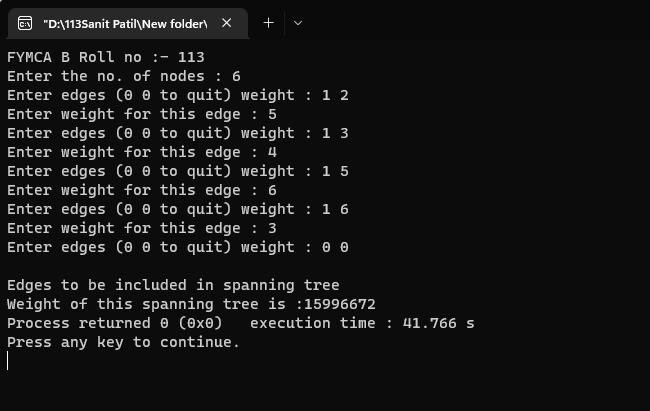 "D:\113Sanit Patil\New folder\
FYMCA B Roll no :- 113
Enter the no. of nodes : 6
Enter edges (0 0 to quit) weight : 1 2
Enter weight for this edge : 5
Enter edges (0 0 to quit) weight : 1 3
Enter weight for this edge : 4
Enter edges (0 0 to quit) weight : 1 5
Enter weight for this edge : 6
Enter edges (0 0 to quit) weight : 1 6
Enter weight for this edge : 3
Enter edges (0 0 to quit) weight : 0 0
Edges to be included in spanning tree
Weight of this spanning tree is :15996672
Process returned 0 (0x0)   execution time : 41.766 s
Press any key to continue.